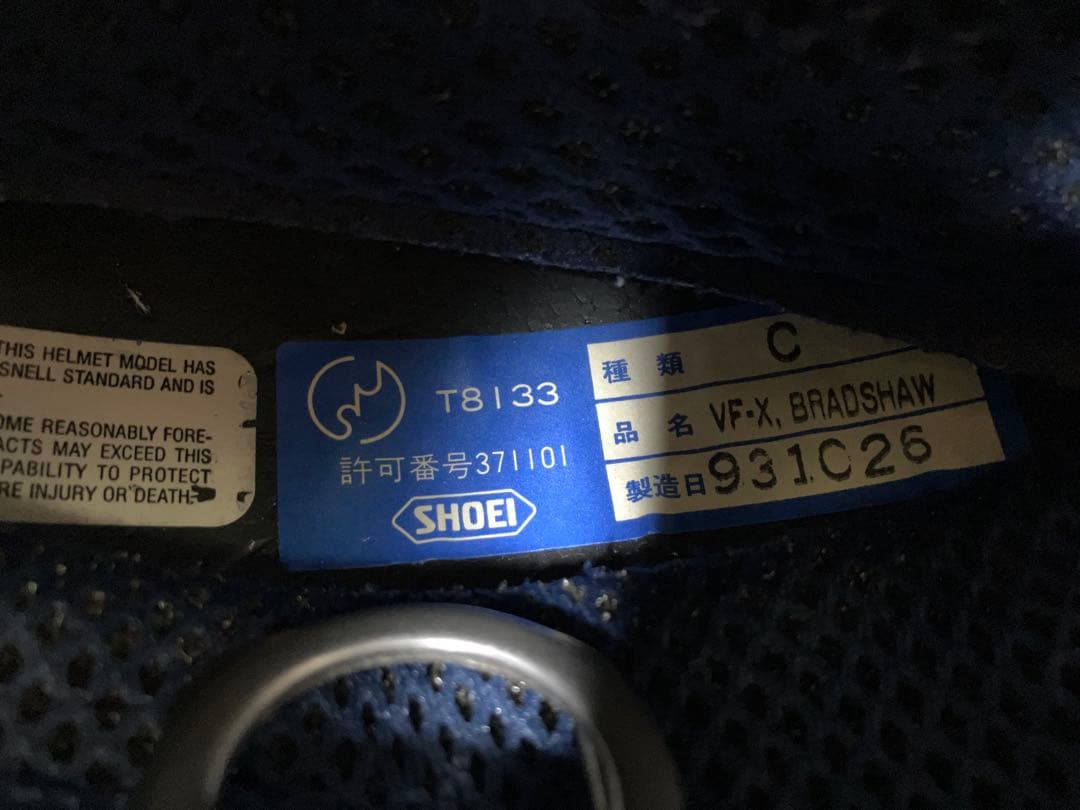 THIS HELMET MODEL HAS
SNELL STANDARD AND IS
OME REASONABLY FORE-
ACTS MAY EXCEED THIS
PABILITY TO PROTECT
RE INJURY OR DEATH.
T8133
許可番号371101
SHOEI
種類 C
品名 VF-X, BRADSHAW
製造日 931C26